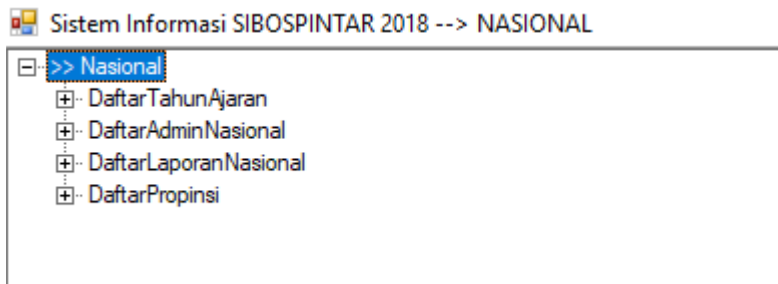 Sistem Informasi SIBOSPINTAR 2018 --> NASIONAL
>> Nasional
DaftarTahunAjaran
DaftarAdminNasional
DaftarLaporanNasional
DaftarPropinsi